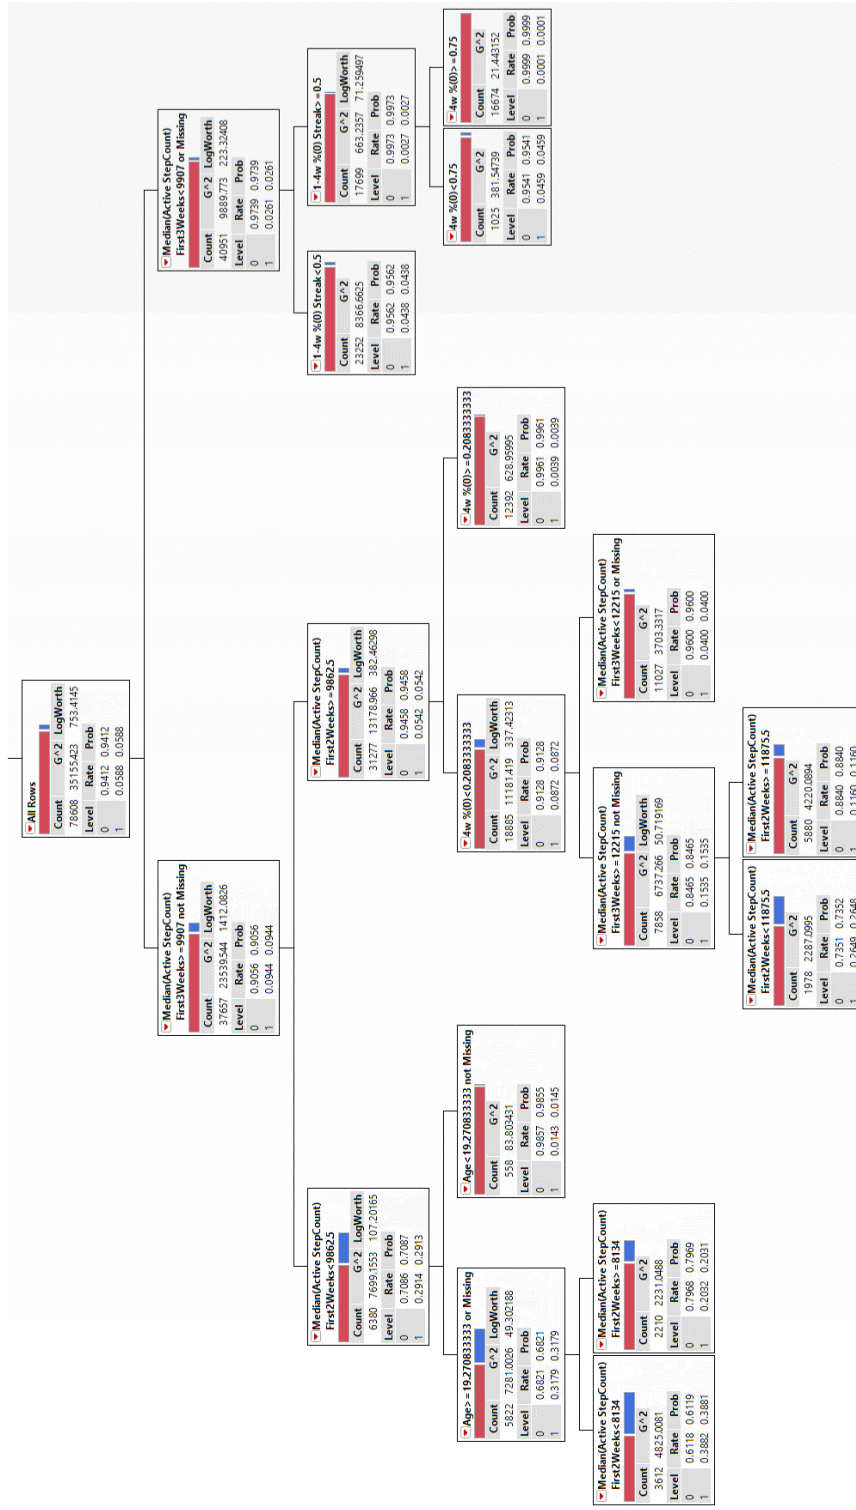 All Rows
Count G^2 LogWorth
78608 35155.423 753.4145
Level Rate Prob
0 0.9412 0.9412
1 0.0588 0.0588
Median(Active StepCount)
First3Weeks>=9907 not Missing
Count G^2 LogWorth
37657 23539.544 1412.0826
Level Rate Prob
0 0.9056 0.9056
1 0.0944 0.0944
Median(Active StepCount)
First3Weeks<9907 or Missing
Count G^2 LogWorth
40951 9889.773 223.32408
Level Rate Prob
0 0.9739 0.9739
1 0.0261 0.0261
Median(Active StepCount)
First2Weeks<9862.5
Count G^2 LogWorth
6380 7699.1553 107.20165
Level Rate Prob
0 0.7086 0.7087
1 0.2914 0.2913
Median(Active StepCount)
First2Weeks>=9862.5
Count G^2 LogWorth
31277 13178.966 382.46298
Level Rate Prob
0 0.9458 0.9458
1 0.0542 0.0542
1-4w %(0) Streak<0.5
Count G^2
23252 8366.6625
Level Rate Prob
0 0.9562 0.9562
1 0.0438 0.0438
1-4w %(0) Streak>=0.5
Count G^2 LogWorth
17699 663.2357 71.259497
Level Rate Prob
0 0.9973 0.9973
1 0.0027 0.0027
Age>=19.270833333 or Missing
Count G^2 LogWorth
5822 7281.0026 49.302188
Level Rate Prob
0 0.6821 0.6821
1 0.3179 0.3179
Age<19.270833333 not Missing
Count G^2
558 83.803431
Level Rate Prob
0 0.9857 0.9855
1 0.0143 0.0145
4w %(0)<0.2083333333
Count G^2 LogWorth
18885 11181.419 337.42313
Level Rate Prob
0 0.9128 0.9128
1 0.0872 0.0872
4w %(0)>=0.2083333333
Count G^2
12392 628.95995
Level Rate Prob
0 0.9961 0.9961
1 0.0039 0.0039
4w %(0)<0.75
Count G^2
1025 381.54739
Level Rate Prob
0 0.9541 0.9541
1 0.0459 0.0459
4w %(0)>=0.75
Count G^2
16674 21.443152
Level Rate Prob
0 0.9999 0.9999
1 0.0001 0.0001
Median(Active StepCount)
First2Weeks<8134
Count G^2
3612 4825.0081
Level Rate Prob
0 0.6118 0.6119
1 0.3882 0.3881
Median(Active StepCount)
First2Weeks>=8134
Count G^2
2210 2231.0488
Level Rate Prob
0 0.7968 0.7969
1 0.2032 0.2031
Median(Active StepCount)
First3Weeks>=12215 not Missing
Count G^2 LogWorth
7858 6737.266 50.719169
Level Rate Prob
0 0.8465 0.8465
1 0.1535 0.1535
Median(Active StepCount)
First3Weeks<12215 or Missing
Count G^2
11027 3703.3317
Level Rate Prob
0 0.9600 0.9600
1 0.0400 0.0400
Median(Active StepCount)
First2Weeks<11875.5
Count G^2
1978 2287.0995
Level Rate Prob
0 0.7351 0.7352
1 0.2649 0.2648
Median(Active StepCount)
First2Weeks>=11875.5
Count G^2
5880 4220.0894
Level Rate Prob
0 0.8840 0.8840
1 0.1160 0.1160